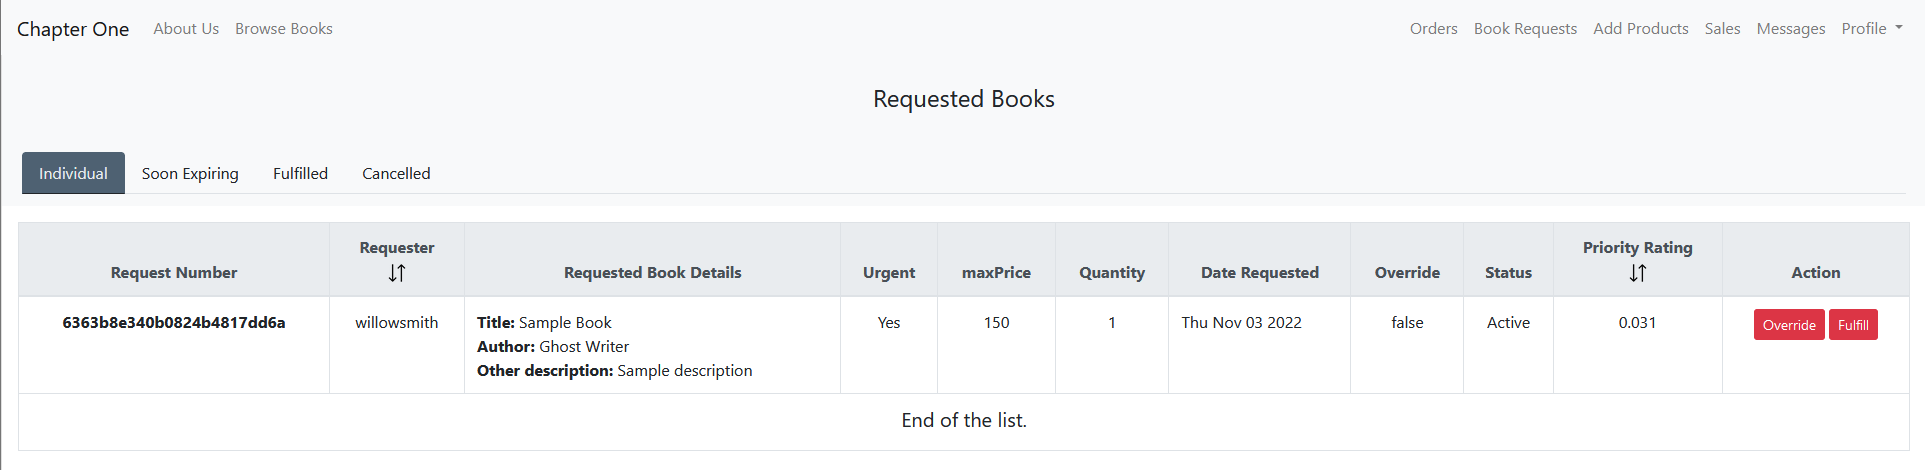 Chapter One About Us Browse Books Orders Book Requests Add Products Sales Messages Profile
Requested Books
Individual Soon Expiring Fulfilled Cancelled
Request Number Requester Requested Book Details Urgent maxPrice Quantity Date Requested Override Status Priority Rating Action
6363b8e340b0824b4817dd6a willowsmith Title: Sample Book Yes 150 1 Thu Nov 03 2022 false Active 0.031 Override Fulfill
Author: Ghost Writer
Other description: Sample description
End of the list.